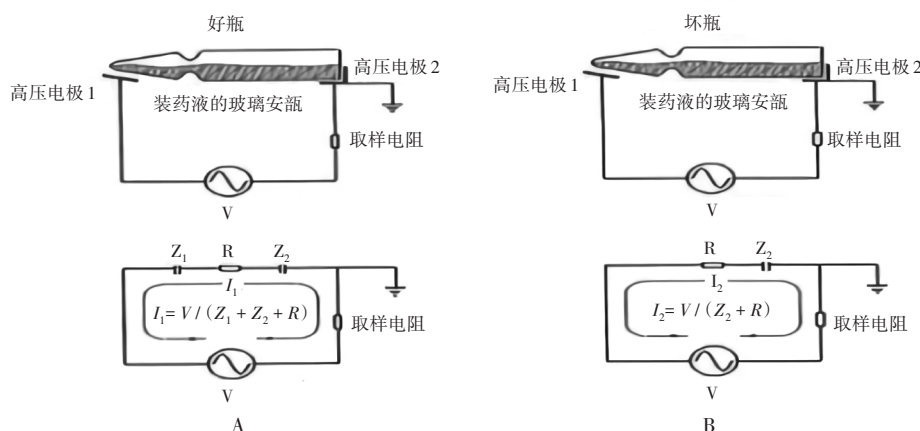 好瓶
高压电极 2
高压电极 1
装药液的玻璃安瓿
取样电阻
V
Z₁ R Z₂
I₁
I₁= V / (Z₁ + Z₂ + R)
取样电阻
V
A
坏瓶
高压电极 2
高压电极 1
装药液的玻璃安瓿
取样电阻
V
R Z₂
I₂
I₂= V / (Z₂ + R)
取样电阻
V
B